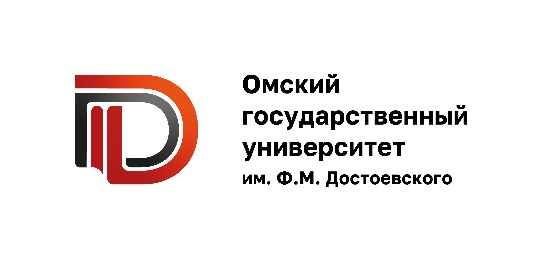 Омский
государственный
университет
им. Ф.М. Достоевского